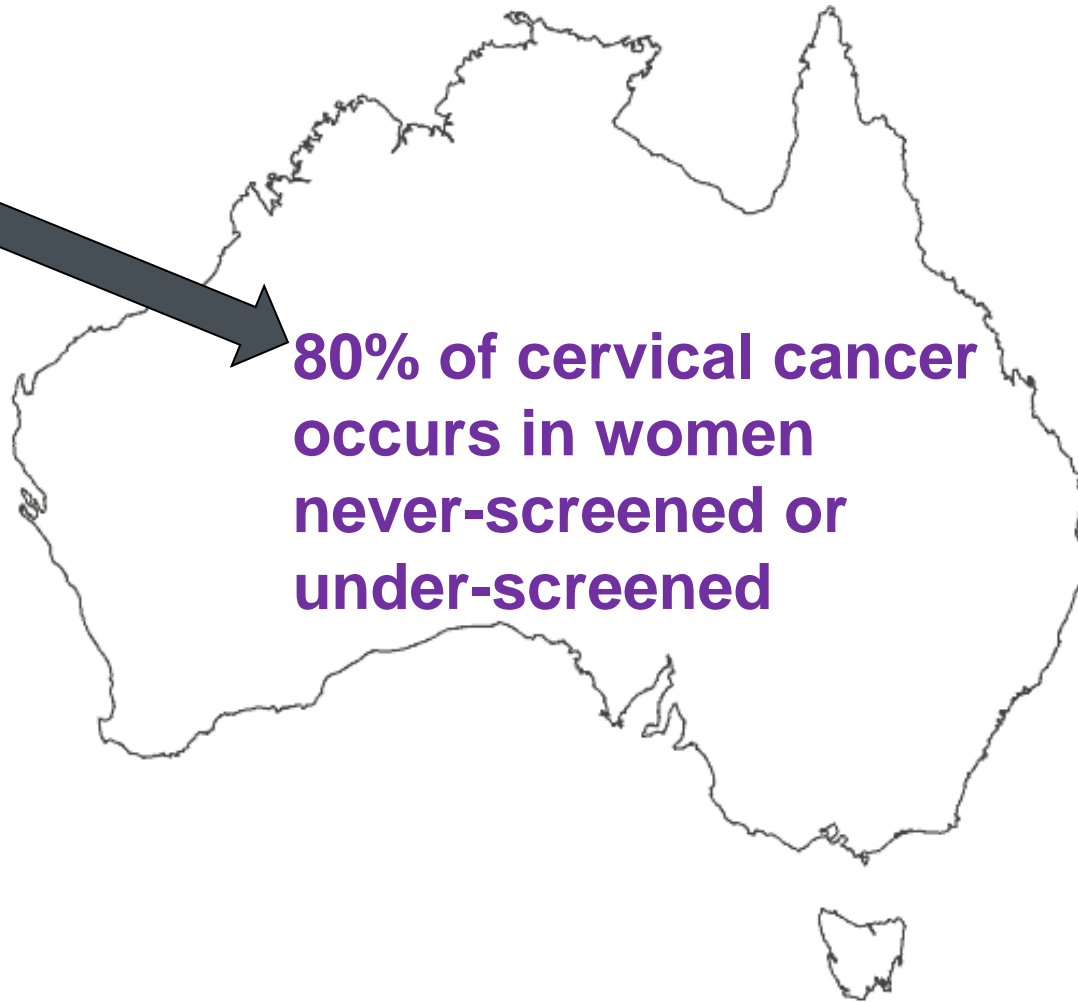 80% of cervical cancer
occurs in women
never-screened or
under-screened